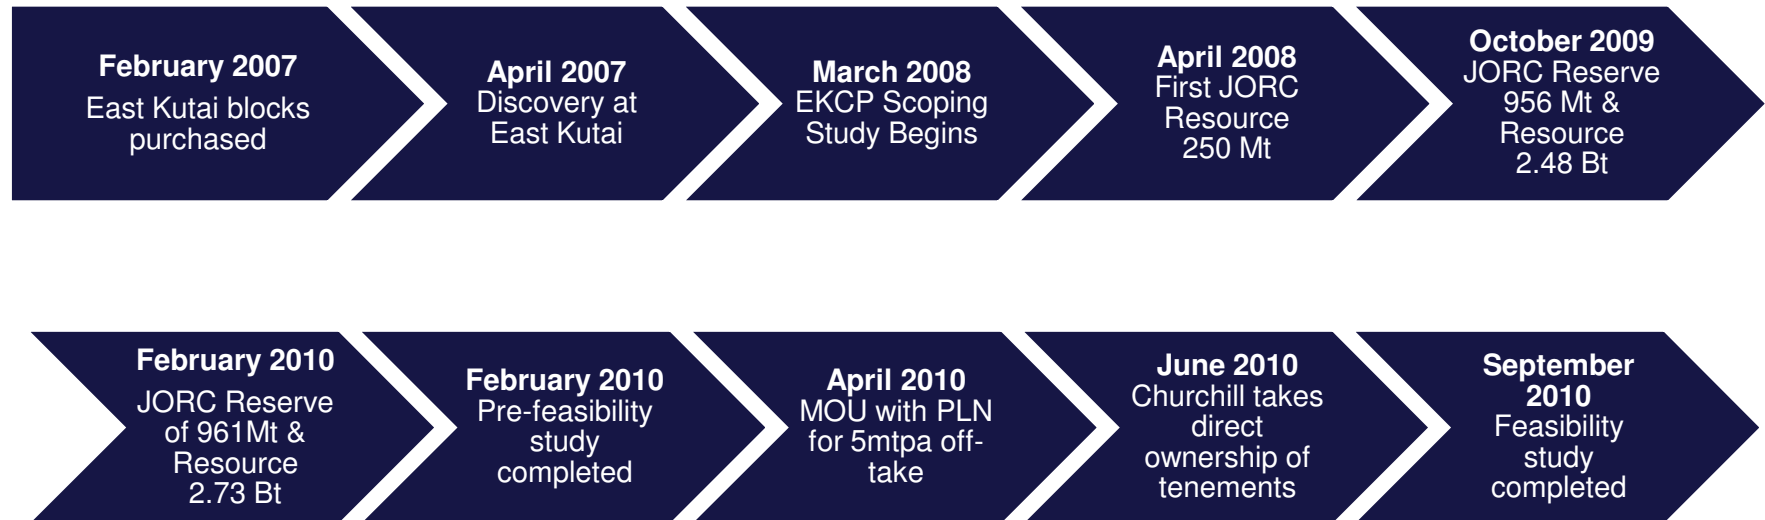 February 2007
East Kutai blocks
purchased
April 2007
Discovery at
East Kutai
March 2008
EKCP Scoping
Study Begins
April 2008
First JORC
Resource
250 Mt
October 2009
JORC Reserve
956 Mt &
Resource
2.48 Bt
February 2010
JORC Reserve
of 961Mt &
Resource
2.73 Bt
February 2010
Pre-feasibility
study
completed
April 2010
MOU with PLN
for 5mtpa off-
take
June 2010
Churchill takes
direct
ownership of
tenements
September
2010
Feasibility
study
completed